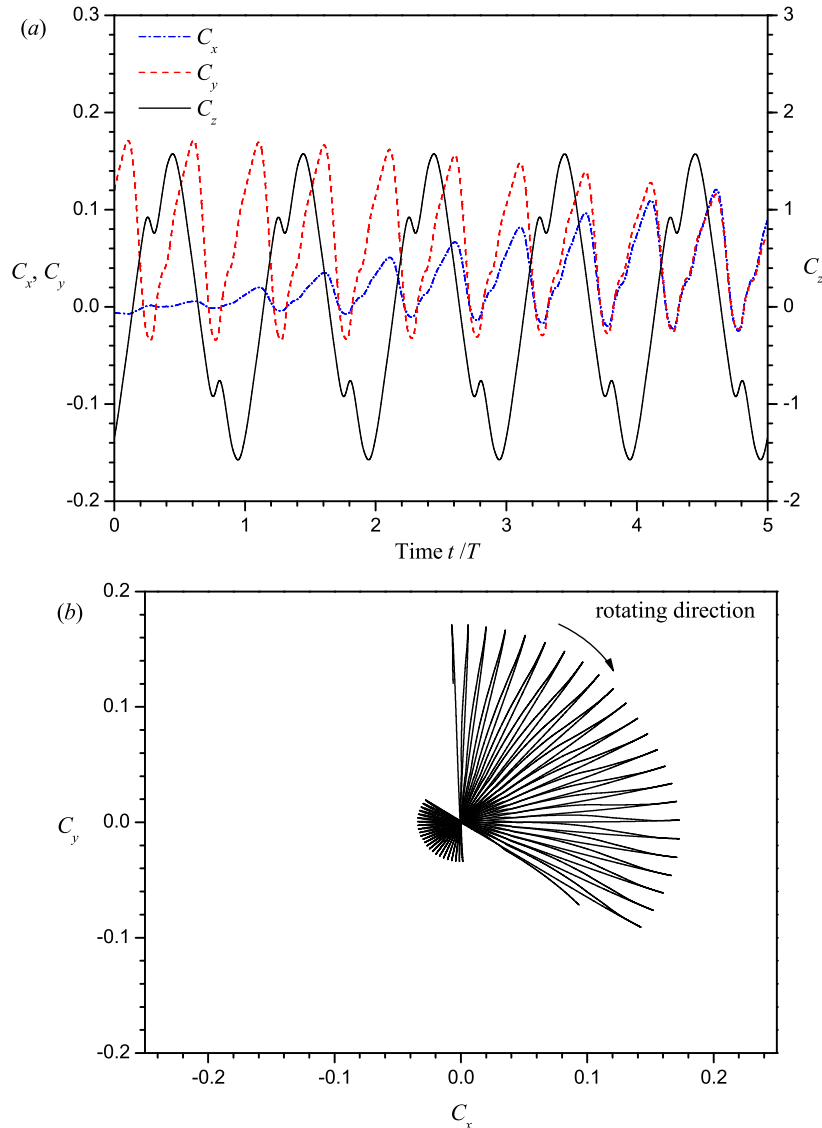 (a)
0.3
0.2
0.1
0.0
-0.1
-0.2
3
2
1
0
-1
-2
C_x
C_y
C_z
C_x, C_y
C_z
0 1 2 3 4 5
Time t /T
(b)
rotating direction
0.2
0.1
0.0
-0.1
-0.2
C_y
-0.2 -0.1 0.0 0.1 0.2
C_x